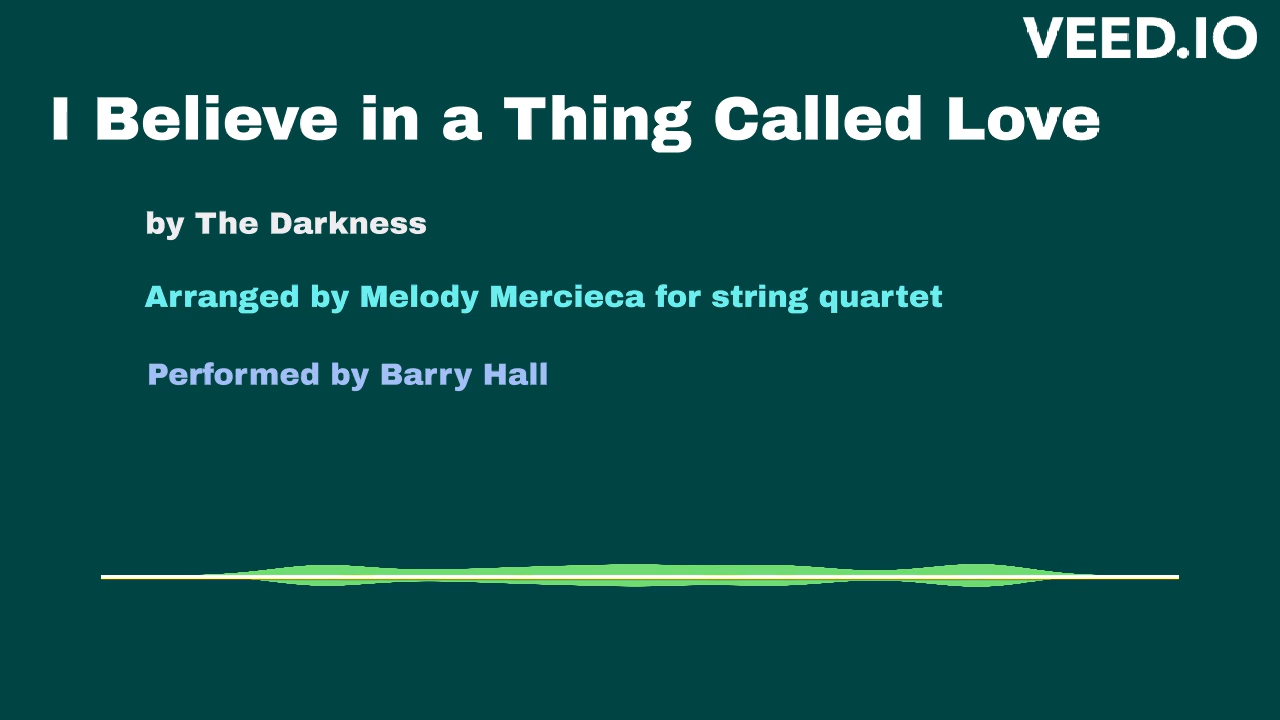 VEED.IO
I Believe in a Thing Called Love
by The Darkness
Arranged by Melody Mercieca for string quartet
Performed by Barry Hall